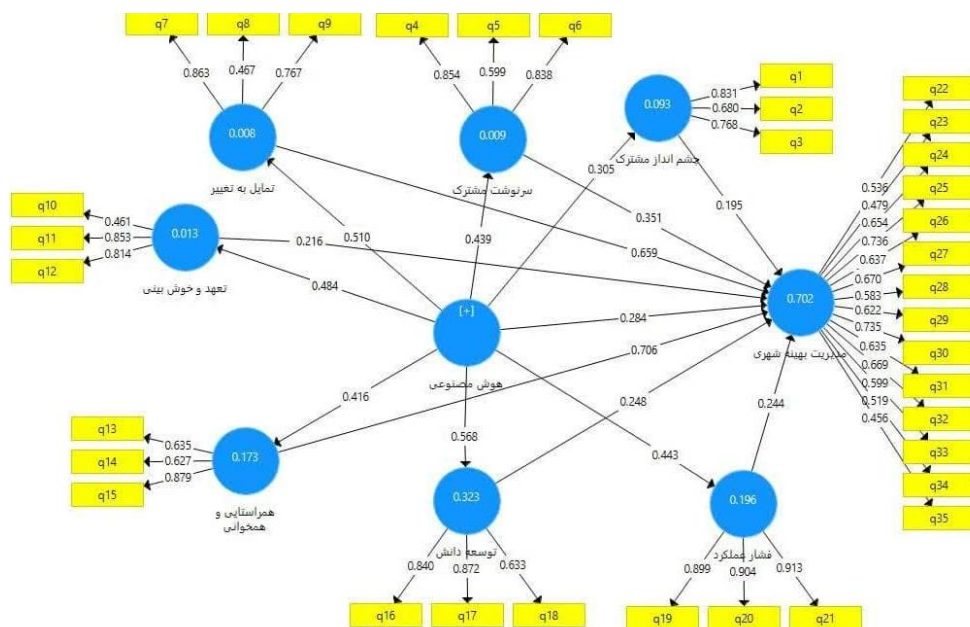 q7
q8
q9
q4
q5
q6
q1
q2
q3
0.863
0.467
0.767
0.854
0.599
0.838
0.831
0.680
0.768
0.008
تمایل به تغییر
0.009
سرنوشت مشترک
0.093
چشم انداز مشترک
q10
q11
q12
0.461
0.853
0.814
0.013
تعهد و خوش بینی
0.510
0.439
0.305
0.195
0.351
0.659
0.216
0.484
0.284
[+]
هوش مصنوعی
0.702
مدیریت بهینه شهری
0.706
0.416
0.568
0.248
0.443
0.244
q13
q14
q15
0.635
0.627
0.879
0.173
همراستایی و
همخوانی
0.323
توسعه دانش
0.196
فشار عملکرد
0.840
0.872
0.633
0.899
0.904
0.913
q16
q17
q18
q19
q20
q21
0.536
0.479
0.654
0.736
0.637
0.670
0.583
0.622
0.735
0.635
0.669
0.599
0.519
0.456
q22
q23
q24
q25
q26
q27
q28
q29
q30
q31
q32
q33
q34
q35